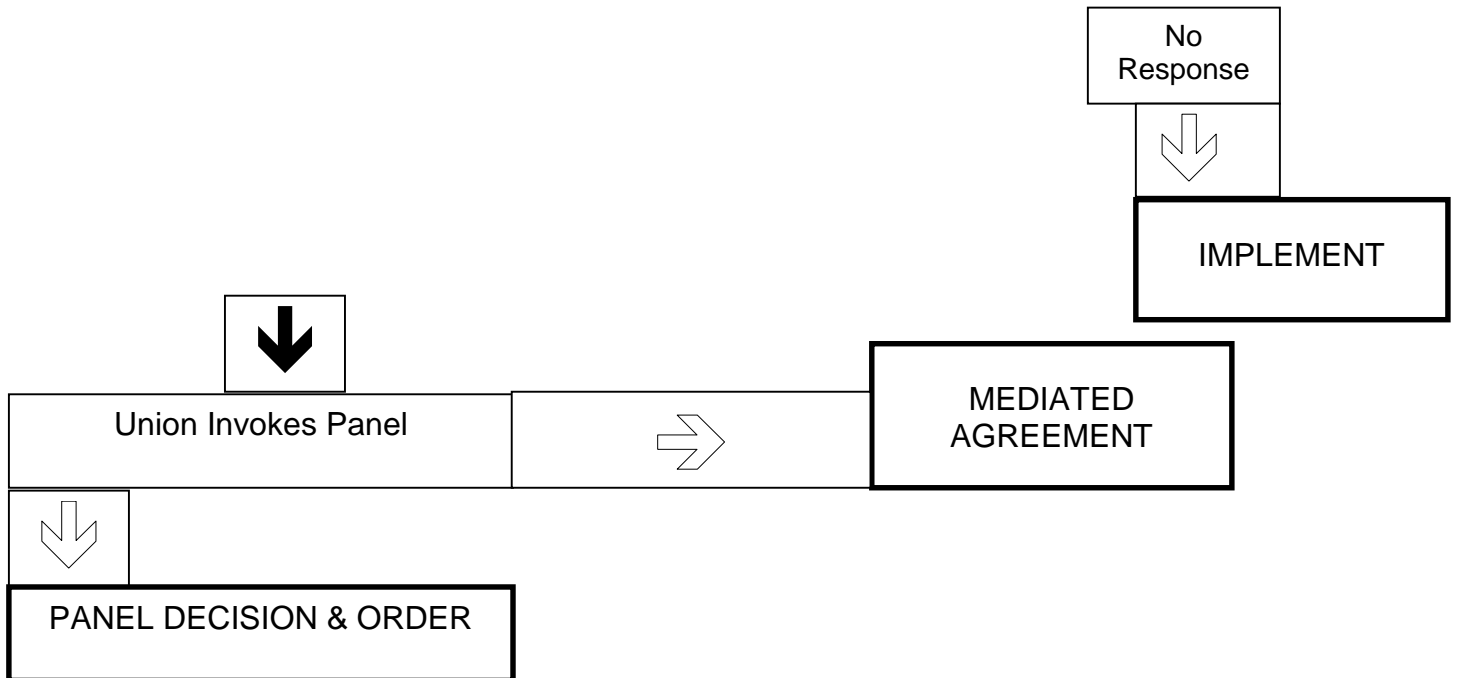 No
Response
IMPLEMENT
MEDIATED
AGREEMENT
Union Invokes Panel
PANEL DECISION & ORDER